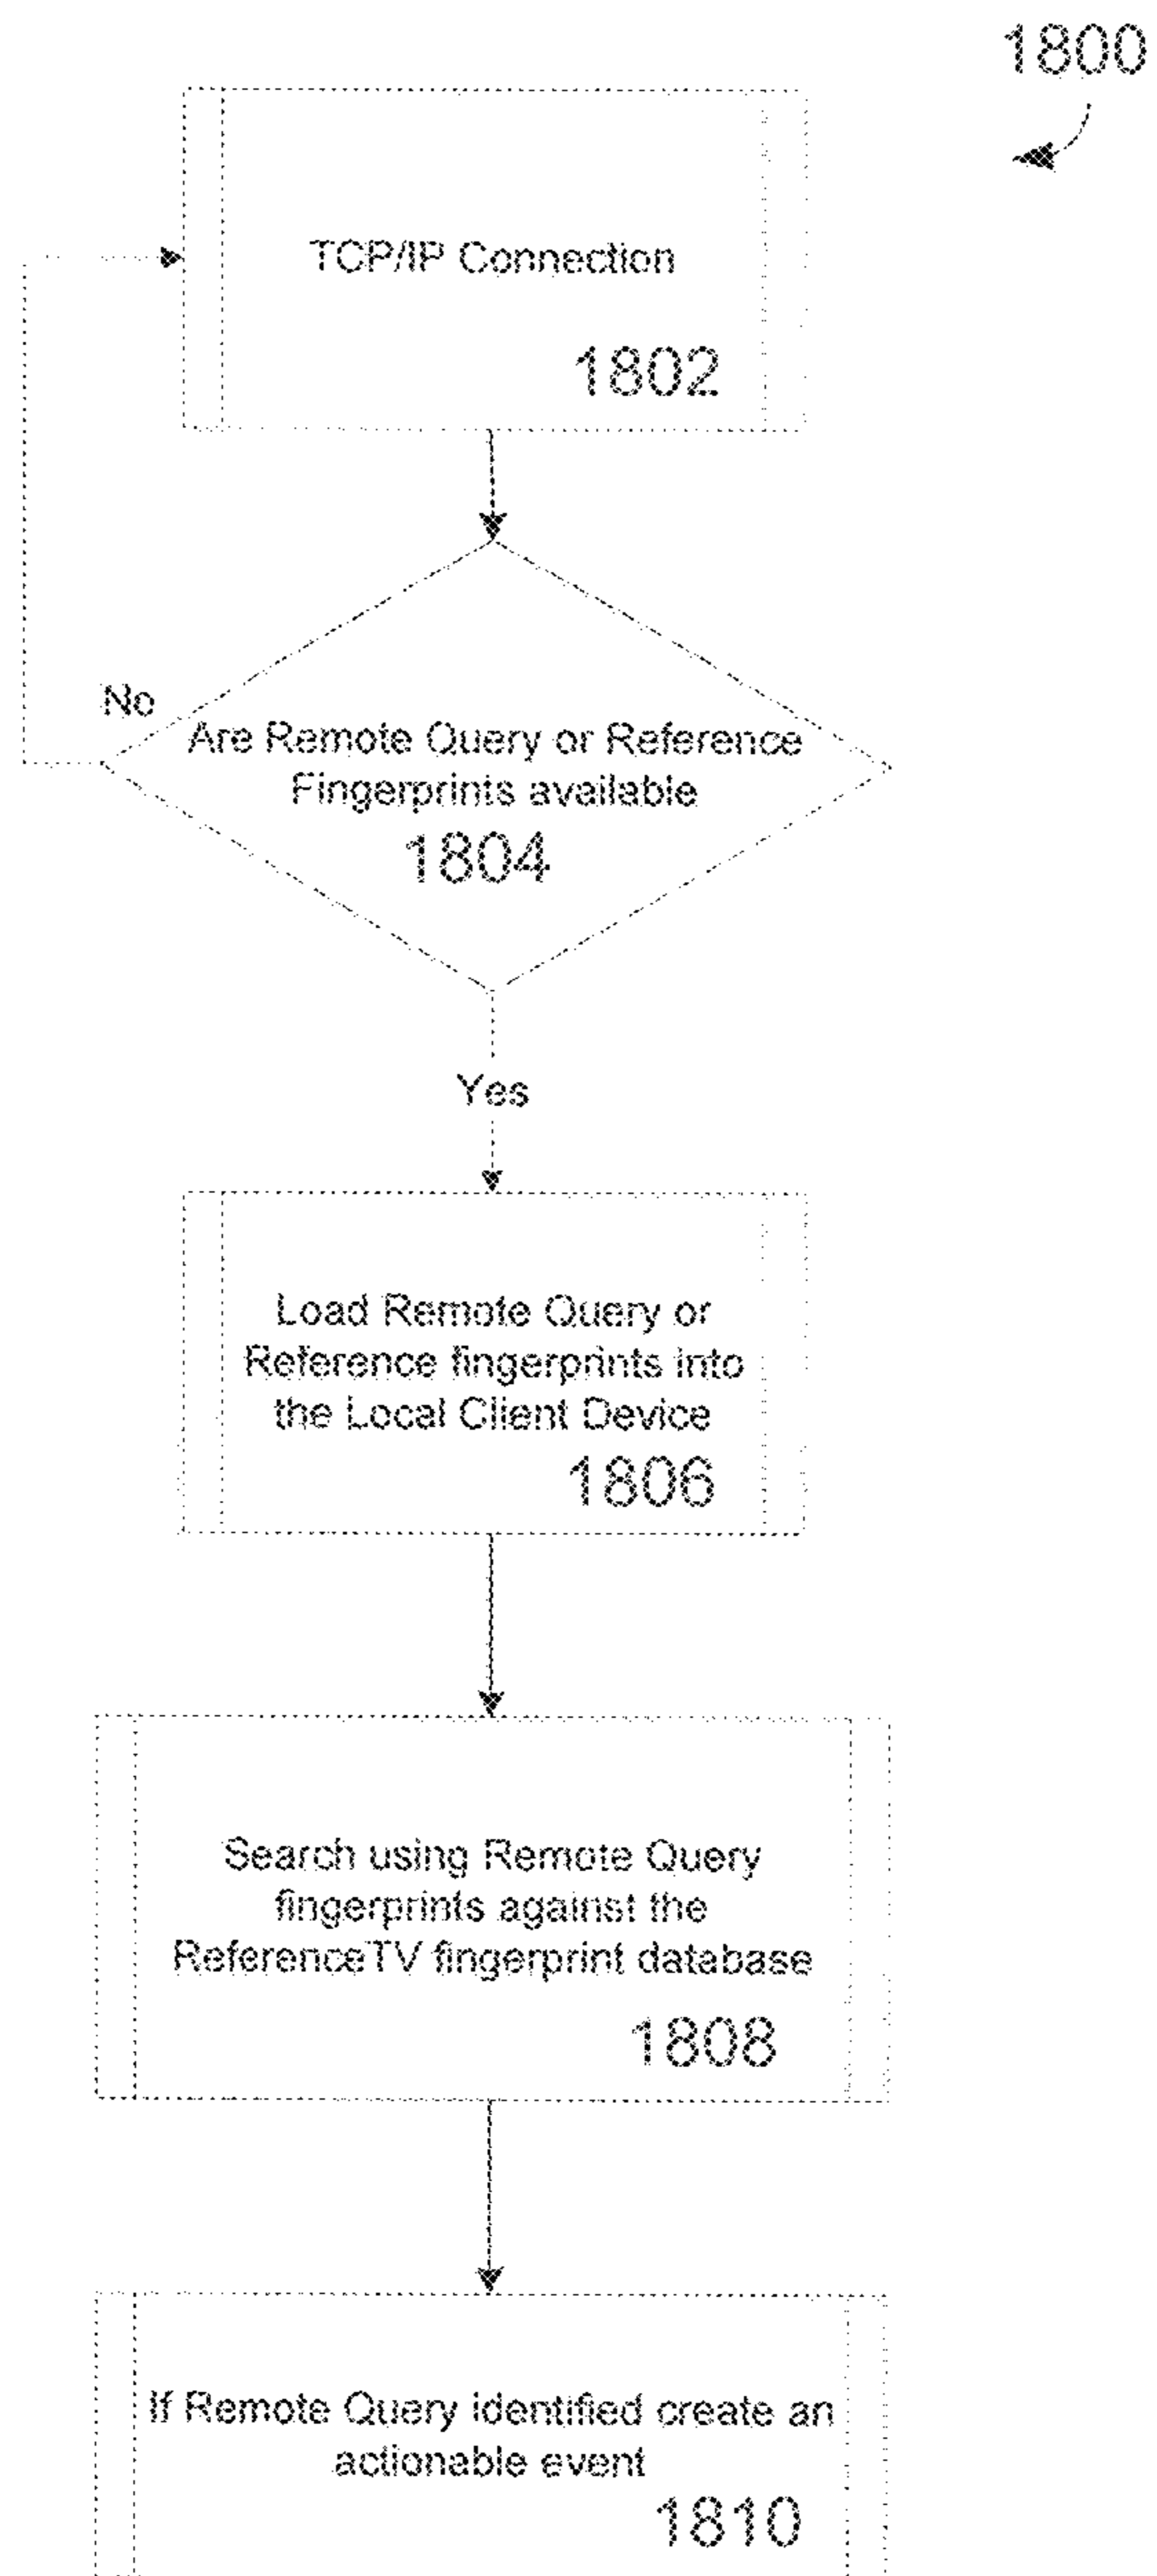 1800
TCP/IP Connection
1802
No
Are Remote Query or Reference
Fingerprints available
1804
Yes
Load Remote Query or
Reference fingerprints into
the Local Client Device
1806
Search using Remote Query
fingerprints against the
ReferenceTV fingerprint database
1808
If Remote Query identified create an
actionable event
1810